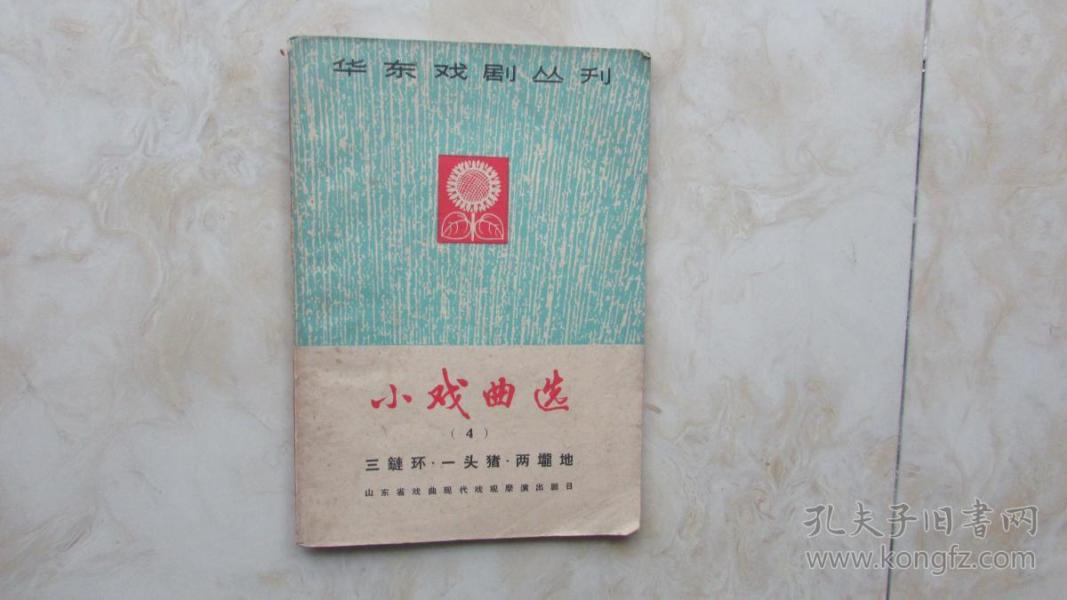 华东戏剧丛刊
小戏曲选
(4)
三鏈环·一头猪·两壠地
山东省戏曲现代戏观摩演出剧目
孔夫子旧书网
www.kongfz.com